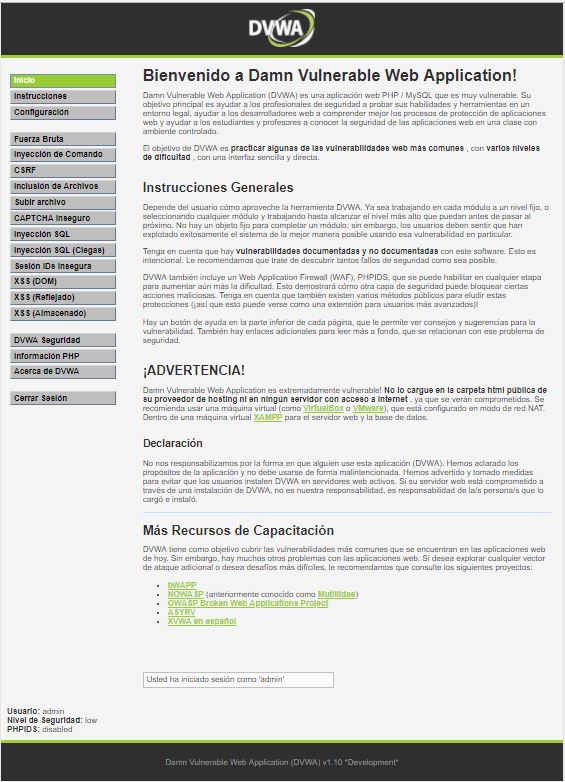 DVWA
Inicio
Instrucciones
Configuración
Fuerza Bruta
Inyección de Comando
CSRF
Inclusión de Archivos
Subir archivo
CAPTCHA Inseguro
Inyección SQL
Inyección SQL (Ciegas)
Sesión IDs Insegura
XSS (DOM)
XSS (Reflejado)
XSS (Almacenado)
DVWA Seguridad
Información PHP
Acerca de DVWA
Cerrar Sesión
Bienvenido a Damn Vulnerable Web Application!
Damn Vulnerable Web Application (DVWA) es una aplicación web PHP / MySQL que es muy vulnerable. Su
objetivo principal es ayudar a los profesionales de seguridad a probar sus habilidades y herramientas en un
entorno legal, ayudar a los desarrolladores web a comprender mejor los procesos de protección de aplicaciones
web y ayudar a los estudiantes y profesores a conocer la seguridad de las aplicaciones web en una clase con
ambiente controlado.
El objetivo de DVWA es practicar algunas de las vulnerabilidades web más comunes , con varios niveles
de dificultad , con una interfaz sencilla y directa.
Instrucciones Generales
Depende del usuario cómo aproveche la herramienta DVWA. Ya sea trabajando en cada módulo a un nivel fijo, o
seleccionando cualquier módulo y trabajando hasta alcanzar el nivel más alto que puedan antes de pasar al
próximo. No hay un objeto fijo para completar un módulo; sin embargo, los usuarios deben sentir que han
explotado exitosamente el sistema de la mejor manera posible usando esa vulnerabilidad en particular.
Tenga en cuenta que hay vulnerabilidades documentadas y no documentadas con este software. Esto es
intencional. Le recomendamos que trate de descubrir tantos fallos de seguridad como sea posible.
DVWA también incluye un Web Application Firewall (WAF), PHPIDS, que se puede habilitar en cualquier etapa
para aumentar aún más la dificultad. Esto demostrará cómo otra capa de seguridad puede bloquear ciertas
acciones maliciosas. Tenga en cuenta que también existen varios métodos públicos para eludir estas
protecciones (¡así que esto puede verse como una extensión para usuarios más avanzados)!
Hay un botón de ayuda en la parte inferior de cada página, que le permite ver consejos y sugerencias para la
vulnerabilidad. También hay enlaces adicionales para leer más a fondo, que se relacionan con ese problema de
seguridad.
¡ADVERTENCIA!
Damn Vulnerable Web Application es extremadamente vulnerable! No lo cargue en la carpeta html pública de
su proveedor de hosting ni en ningún servidor con acceso a Internet , ya que se verán comprometidos. Se
recomienda usar una máquina virtual (como VirtualBox o VMware), que está configurado en modo de red NAT.
Dentro de una máquina virtual XAMPP para el servidor web y la base de datos.
Declaración
No nos responsabilizamos por la forma en que alguien use esta aplicación (DVWA). Hemos aclarado los
propósitos de la aplicación y no debe usarse de forma malintencionada. Hemos advertido y tomado medidas
para evitar que los usuarios instalen DVWA en servidores web activos. Si su servidor web está comprometido a
través de una instalación de DVWA, no es nuestra responsabilidad, es responsabilidad de la/s persona/s que lo
cargó e instaló.
Más Recursos de Capacitación
DVWA tiene como objetivo cubrir las vulnerabilidades más comunes que se encuentran en las aplicaciones web
de hoy. Sin embargo, hay muchos otros problemas con las aplicaciones web. Si desea explorar cualquier vector
de ataque adicional o desea desafíos más difíciles, le recomendamos que consulte los siguientes proyectos:
bWAPP
NOWASP (anteriormente conocido como Mutillidae)
OWASP Broken Web Applications Project
ASYRV
XVWA en español
Usted ha iniciado sesión como 'admin'
Usuario: admin
Nivel de Seguridad: low
PHPIDS: disabled
Damn Vulnerable Web Application (DVWA) v1.10 *Development*